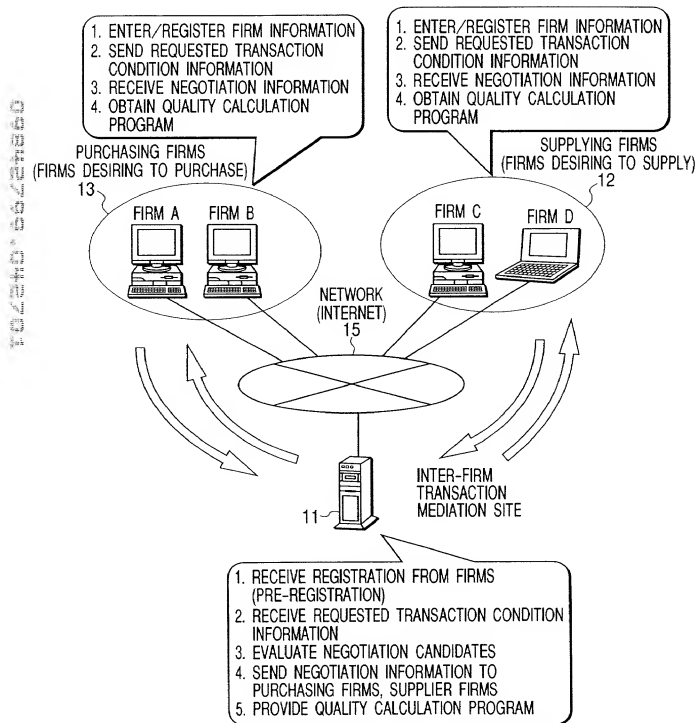 1. ENTER/REGISTER FIRM INFORMATION
2. SEND REQUESTED TRANSACTION
CONDITION INFORMATION
3. RECEIVE NEGOTIATION INFORMATION
4. OBTAIN QUALITY CALCULATION
PROGRAM
1. ENTER/REGISTER FIRM INFORMATION
2. SEND REQUESTED TRANSACTION
CONDITION INFORMATION
3. RECEIVE NEGOTIATION INFORMATION
4. OBTAIN QUALITY CALCULATION
PROGRAM
PURCHASING FIRMS
(FIRMS DESIRING TO PURCHASE)
13
SUPPLYING FIRMS
(FIRMS DESIRING TO SUPPLY)
12
FIRM A
FIRM B
FIRM C
FIRM D
NETWORK
(INTERNET)
15
11
INTER-FIRM
TRANSACTION
MEDIATION SITE
1. RECEIVE REGISTRATION FROM FIRMS
(PRE-REGISTRATION)
2. RECEIVE REQUESTED TRANSACTION CONDITION
INFORMATION
3. EVALUATE NEGOTIATION CANDIDATES
4. SEND NEGOTIATION INFORMATION TO
PURCHASING FIRMS, SUPPLIER FIRMS
5. PROVIDE QUALITY CALCULATION PROGRAM